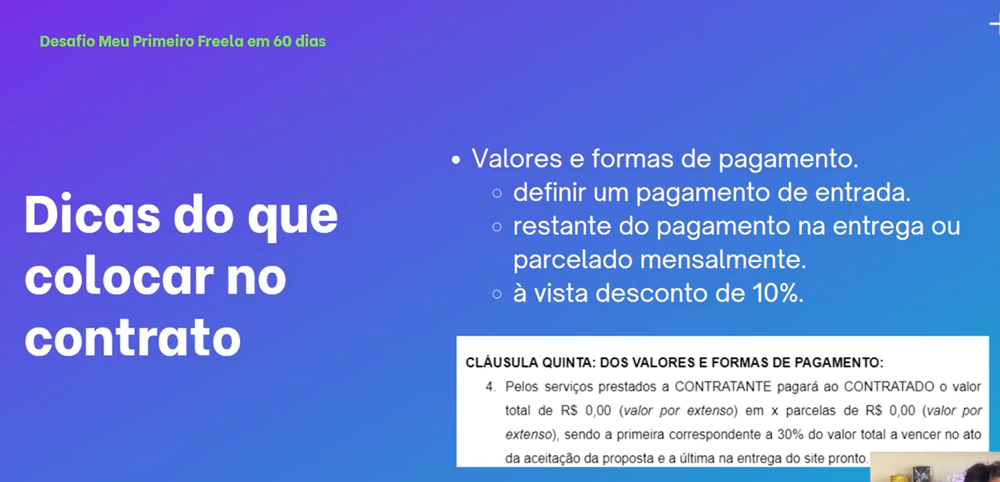 Desafio Meu Primeiro Freela em 60 dias
Dicas do que
colocar no
contrato
• Valores e formas de pagamento.
◦ definir um pagamento de entrada.
◦ restante do pagamento na entrega ou
parcelado mensalmente.
◦ à vista desconto de 10%.
CLÁUSULA QUINTA: DOS VALORES E FORMAS DE PAGAMENTO:
4. Pelos serviços prestados a CONTRATANTE pagará ao CONTRATADO o valor
total de R$ 0,00 (valor por extenso) em x parcelas de R$ 0,00 (valor por
extenso), sendo a primeira correspondente a 30% do valor total a vencer no ato
da aceitação da proposta e a última na entrega do site pronto.